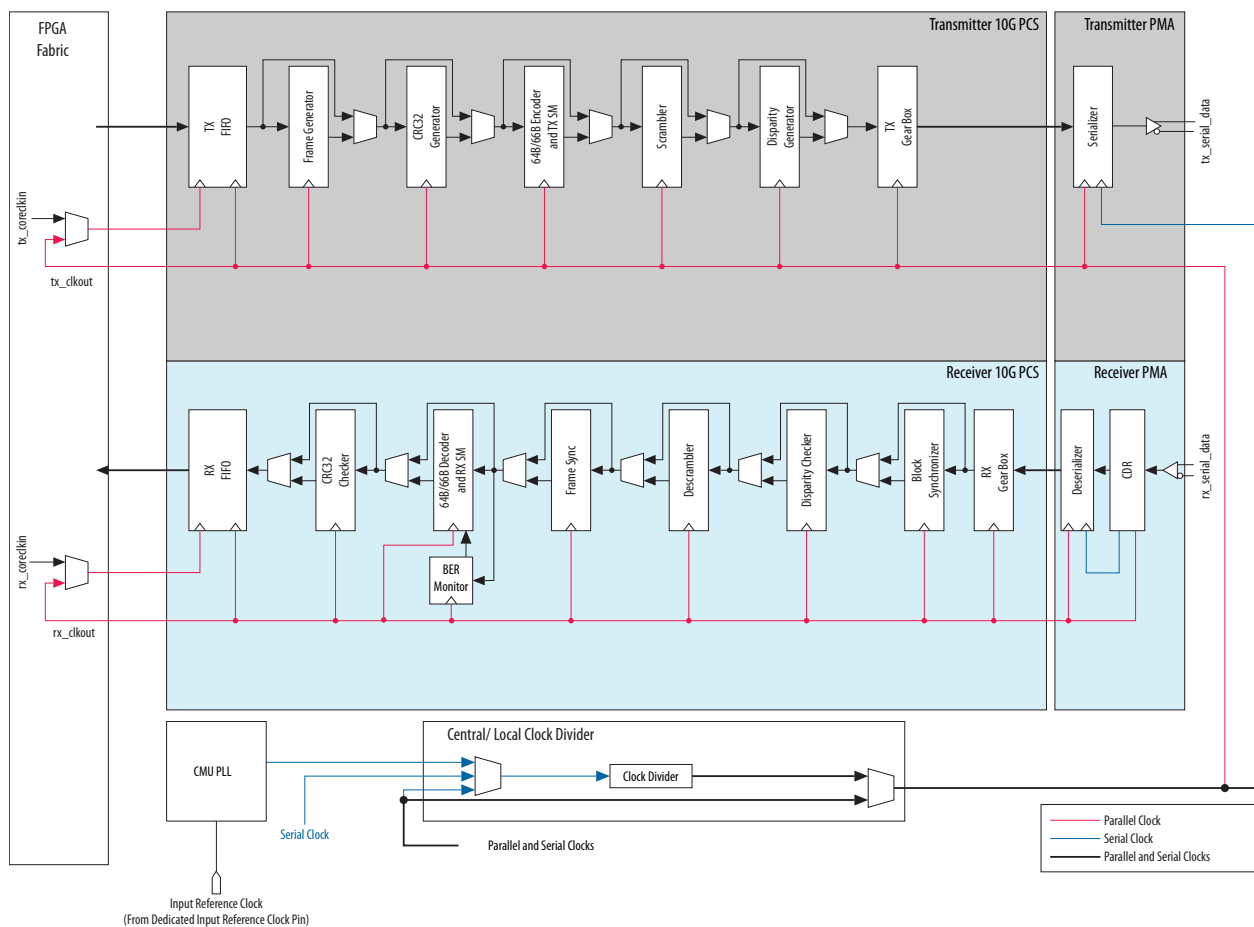 FPGA
Fabric
Transmitter 10G PCS
Transmitter PMA
TX
FIFO
Frame Generator
CRC32
Generator
64B/66B Encoder
and TX SM
Scrambler
Disparity
Generator
TX
Gear Box
Serializer
tx_serial_data
tx_coreclkin
tx_clkout
Receiver 10G PCS
Receiver PMA
RX
FIFO
CRC32
Checker
64B/66B Decoder
and RX SM
Frame Sync
Descrambler
Disparity Checker
Block
Synchronizer
RX
Gear Box
Deserializer
CDR
rx_serial_data
BER
Monitor
rx_coreclkin
rx_clkout
CMU PLL
Central/ Local Clock Divider
Clock Divider
Serial Clock
Parallel and Serial Clocks
Parallel Clock
Serial Clock
Parallel and Serial Clocks
Input Reference Clock
(From Dedicated Input Reference Clock Pin)